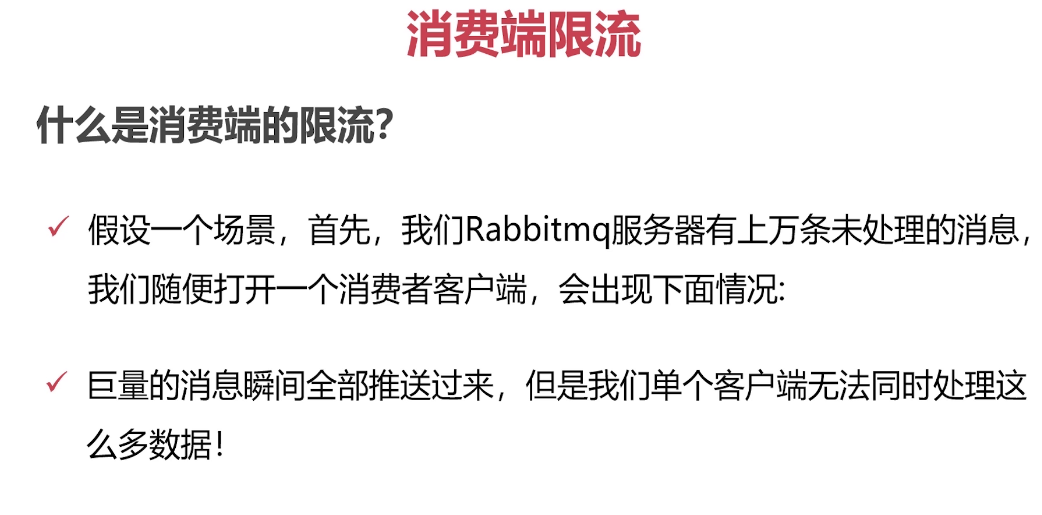 消费端限流
什么是消费端的限流？
假设一个场景，首先，我们Rabbitmq服务器有上万条未处理的消息，
我们随便打开一个消费者客户端，会出现下面情况:
巨量的消息瞬间全部推送过来，但是我们单个客户端无法同时处理这
么多数据！